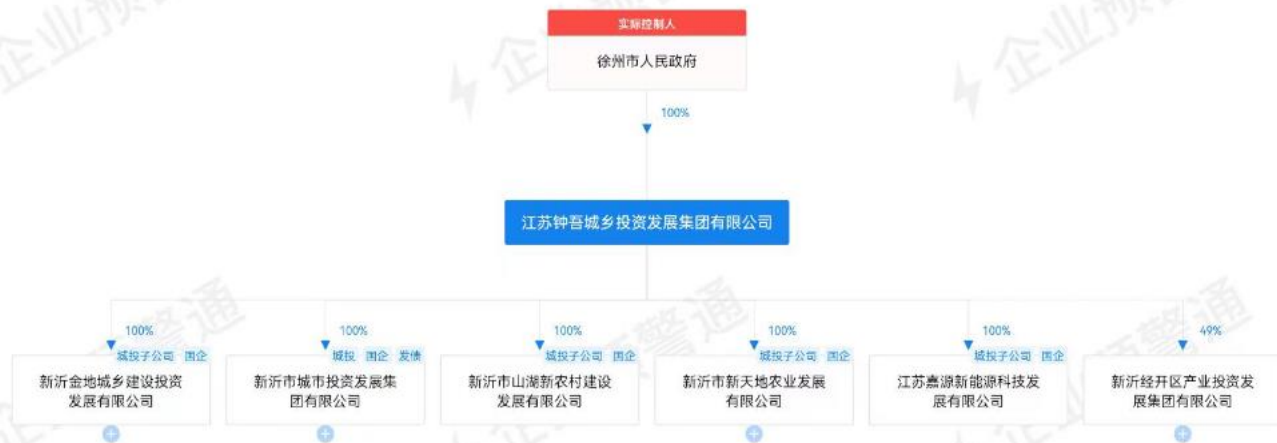 实际控制人
徐州市人民政府
100%
江苏钟吾城乡投资发展集团有限公司
100%
城投子公司 国企
新沂金地城乡建设投资
发展有限公司
100%
城投 国企 发债
新沂市城市投资发展集
团有限公司
100%
城投子公司 国企
新沂市山湖新农村建设
发展有限公司
100%
城投子公司 国企
新沂市新天地农业发展
有限公司
100%
城投子公司 国企
江苏嘉源新能源科技发
展有限公司
49%
新沂经开区产业投资发
展集团有限公司